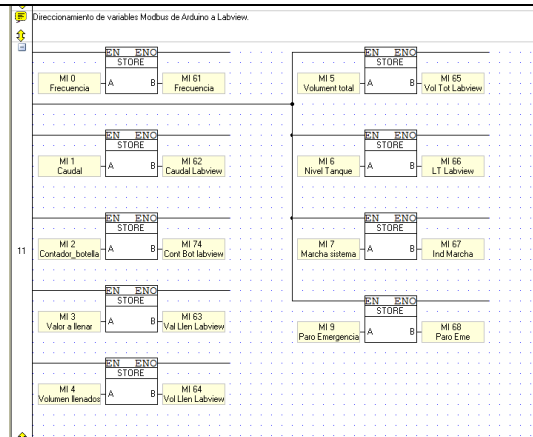 Direccionamiento de variables Modbus de Arduino a Labview.
EN ENO
STORE
MI 0
Frecuencia
A
B
MI 61
Frecuencia
EN ENO
STORE
MI 5
Volument total
A
B
MI 65
Vol Tot Labview
EN ENO
STORE
MI 1
Caudal
A
B
MI 62
Caudal Labview
EN ENO
STORE
MI 6
Nivel Tanque
A
B
MI 66
LT Labview
11
EN ENO
STORE
MI 2
Contador_botella
A
B
MI 74
Cont Bot labview
EN ENO
STORE
MI 7
Marcha sistema
A
B
MI 67
Ind Marcha
EN ENO
STORE
MI 3
Valor a llenar
A
B
MI 63
Val Llen Labview
EN ENO
STORE
MI 9
Paro Emergencia
A
B
MI 68
Paro Eme
EN ENO
STORE
MI 4
Volumen llenados
A
B
MI 64
Vol Llen Labview